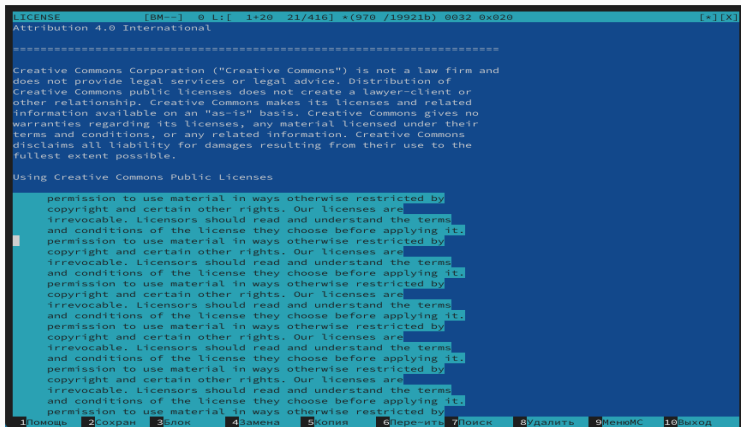 LICENSE [BM--] 0 L:[ 1+20 21/416] *(970 /19921b) 0032 0x020 [*][X]
Attribution 4.0 International
=======================================================================
Creative Commons Corporation ("Creative Commons") is not a law firm and
does not provide legal services or legal advice. Distribution of
Creative Commons public licenses does not create a lawyer-client or
other relationship. Creative Commons makes its licenses and related
information available on an "as-is" basis. Creative Commons gives no
warranties regarding its licenses, any material licensed under their
terms and conditions, or any related information. Creative Commons
disclaims all liability for damages resulting from their use to the
fullest extent possible.
Using Creative Commons Public Licenses
permission to use material in ways otherwise restricted by
copyright and certain other rights. Our licenses are
irrevocable. Licensors should read and understand the terms
and conditions of the license they choose before applying it.
permission to use material in ways otherwise restricted by
copyright and certain other rights. Our licenses are
irrevocable. Licensors should read and understand the terms
and conditions of the license they choose before applying it.
permission to use material in ways otherwise restricted by
copyright and certain other rights. Our licenses are
irrevocable. Licensors should read and understand the terms
and conditions of the license they choose before applying it.
permission to use material in ways otherwise restricted by
copyright and certain other rights. Our licenses are
irrevocable. Licensors should read and understand the terms
and conditions of the license they choose before applying it.
permission to use material in ways otherwise restricted by
copyright and certain other rights. Our licenses are
irrevocable. Licensors should read and understand the terms
and conditions of the license they choose before applying it.
permission to use material in ways otherwise restricted by
1Помощь 2Сохран 3Блок 4Замена 5Копия 6Пере~ить 7Поиск 8Удалить 9МенюMC 10Выход